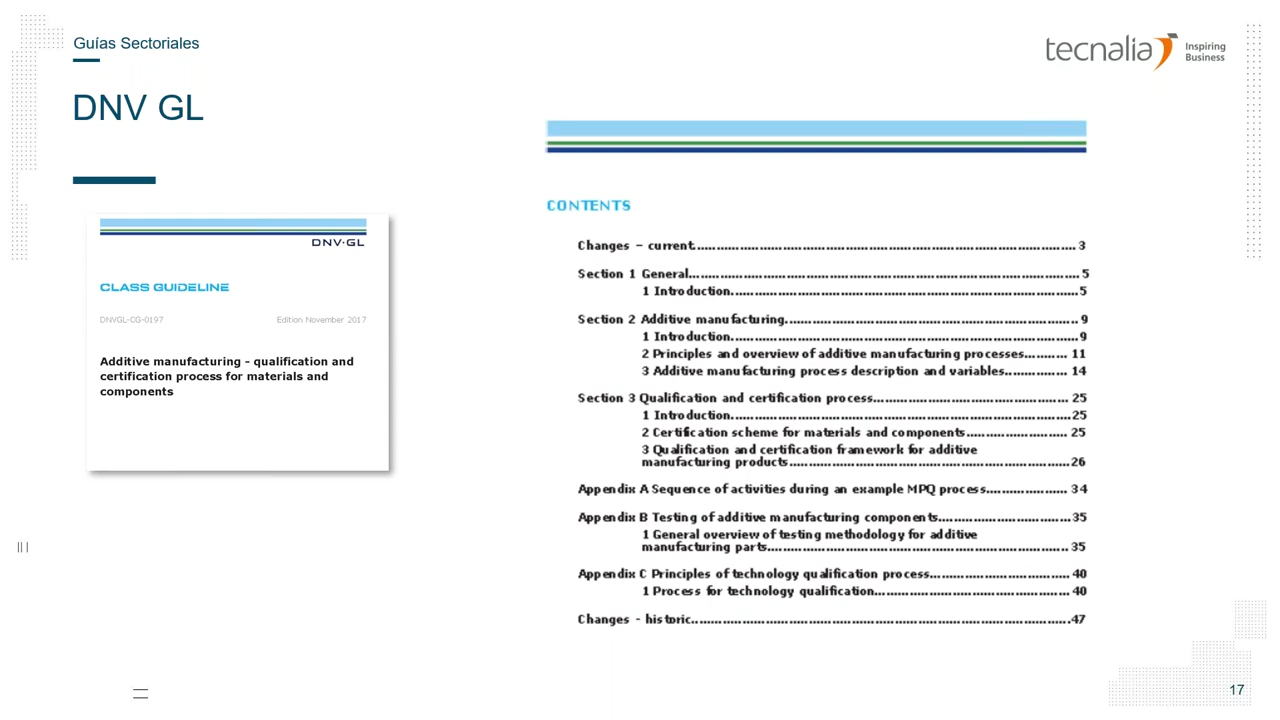 Guías Sectoriales
tecnalia Inspiring
Business
DNV GL
DNV·GL
CLASS GUIDELINE
DNVGL-CG-0197 Edition November 2017
Additive manufacturing - qualification and
certification process for materials and
components
CONTENTS
Changes – current.......... 3
Section 1 General.......... 5
1 Introduction.......... 5
Section 2 Additive manufacturing.......... 9
1 Introduction.......... 9
2 Principles and overview of additive manufacturing processes.......... 11
3 Additive manufacturing process description and variables.......... 14
Section 3 Qualification and certification process.......... 25
1 Introduction.......... 25
2 Certification scheme for materials and components.......... 25
3 Qualification and certification framework for additive
manufacturing products.......... 26
Appendix A Sequence of activities during an example MPQ process.......... 34
Appendix B Testing of additive manufacturing components.......... 35
1 General overview of testing methodology for additive
manufacturing parts.......... 35
Appendix C Principles of technology qualification process.......... 40
1 Process for technology qualification.......... 40
Changes - historic.......... 47
17